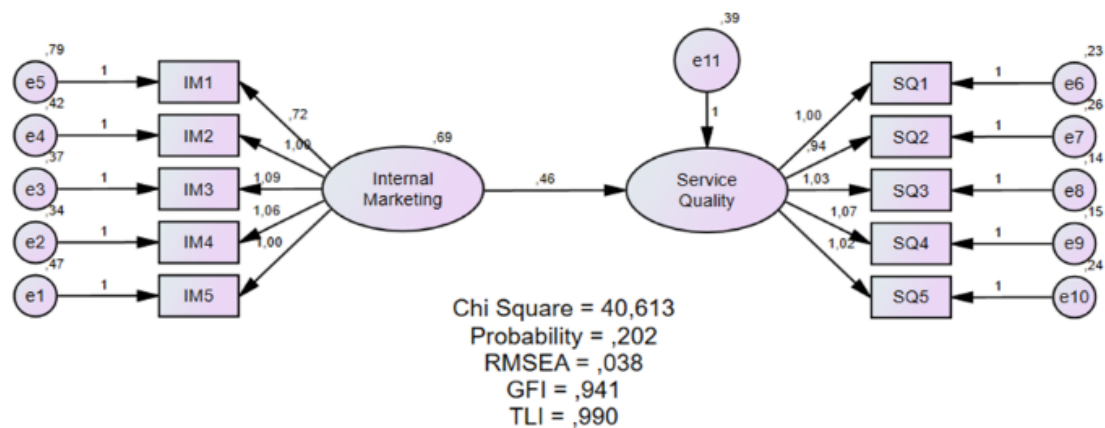 ,79
e5
1
IM1
,72
,42
e4
1
IM2
1,00
,37
e3
1
IM3
1,09
,34
e2
1
IM4
1,06
,47
e1
1
IM5
1,00
,69
Internal
Marketing
,46
,39
e11
1
Service
Quality
1,00
SQ1
1
,23
e6
,94
SQ2
1
,26
e7
1,03
SQ3
1
,14
e8
1,07
SQ4
1
,15
e9
1,02
SQ5
1
,24
e10
Chi Square = 40,613
Probability = ,202
RMSEA = ,038
GFI = ,941
TLI = ,990